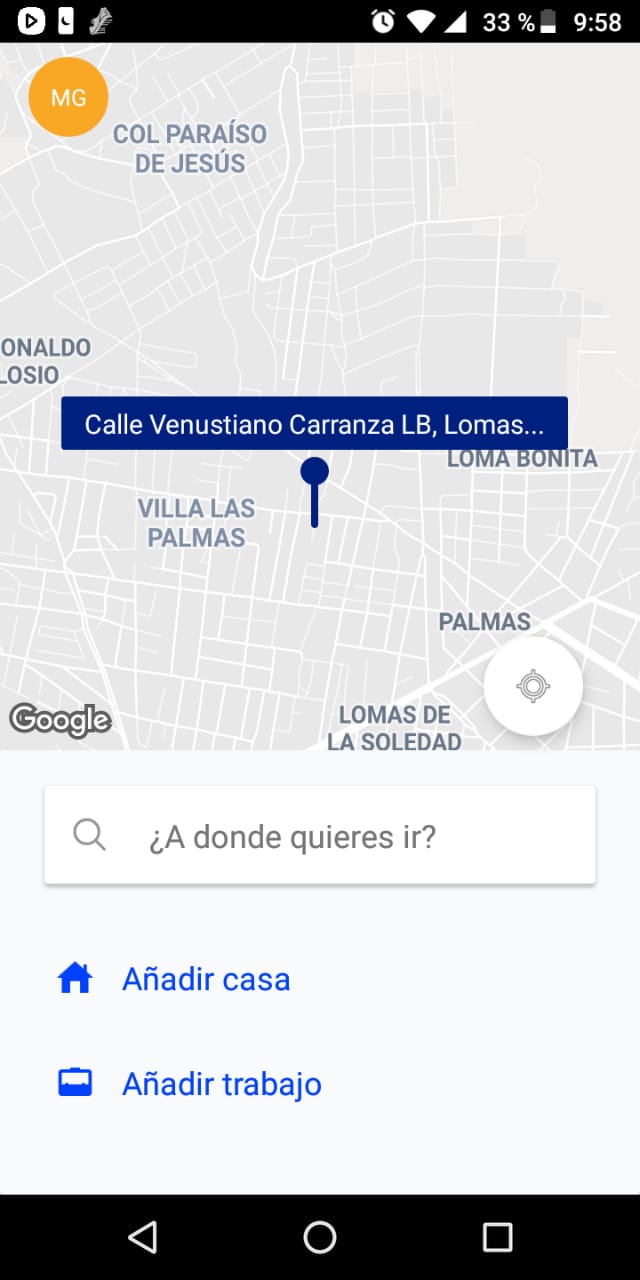 33 % 9:58
MG
COL PARAÍSO
DE JESÚS
ONALDO
LOSIO
Calle Venustiano Carranza LB, Lomas...
LOMA BONITA
VILLA LAS
PALMAS
PALMAS
LOMAS DE
LA SOLEDAD
Google
¿A donde quieres ir?
Añadir casa
Añadir trabajo